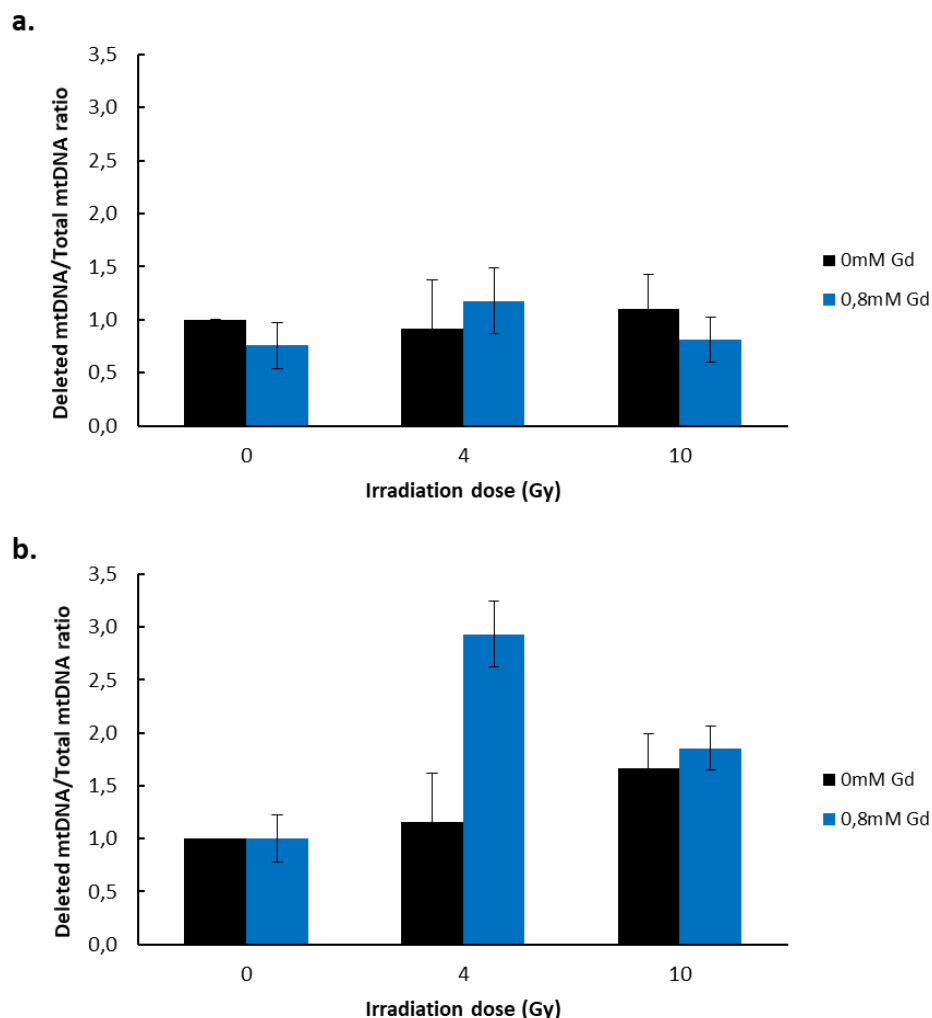 a.
Deleted mtDNA/Total mtDNA ratio
3,5
3,0
2,5
2,0
1,5
1,0
0,5
0,0
0 4 10
Irradiation dose (Gy)
0mM Gd
0,8mM Gd
b.
Deleted mtDNA/Total mtDNA ratio
3,5
3,0
2,5
2,0
1,5
1,0
0,5
0,0
0 4 10
Irradiation dose (Gy)
0mM Gd
0,8mM Gd